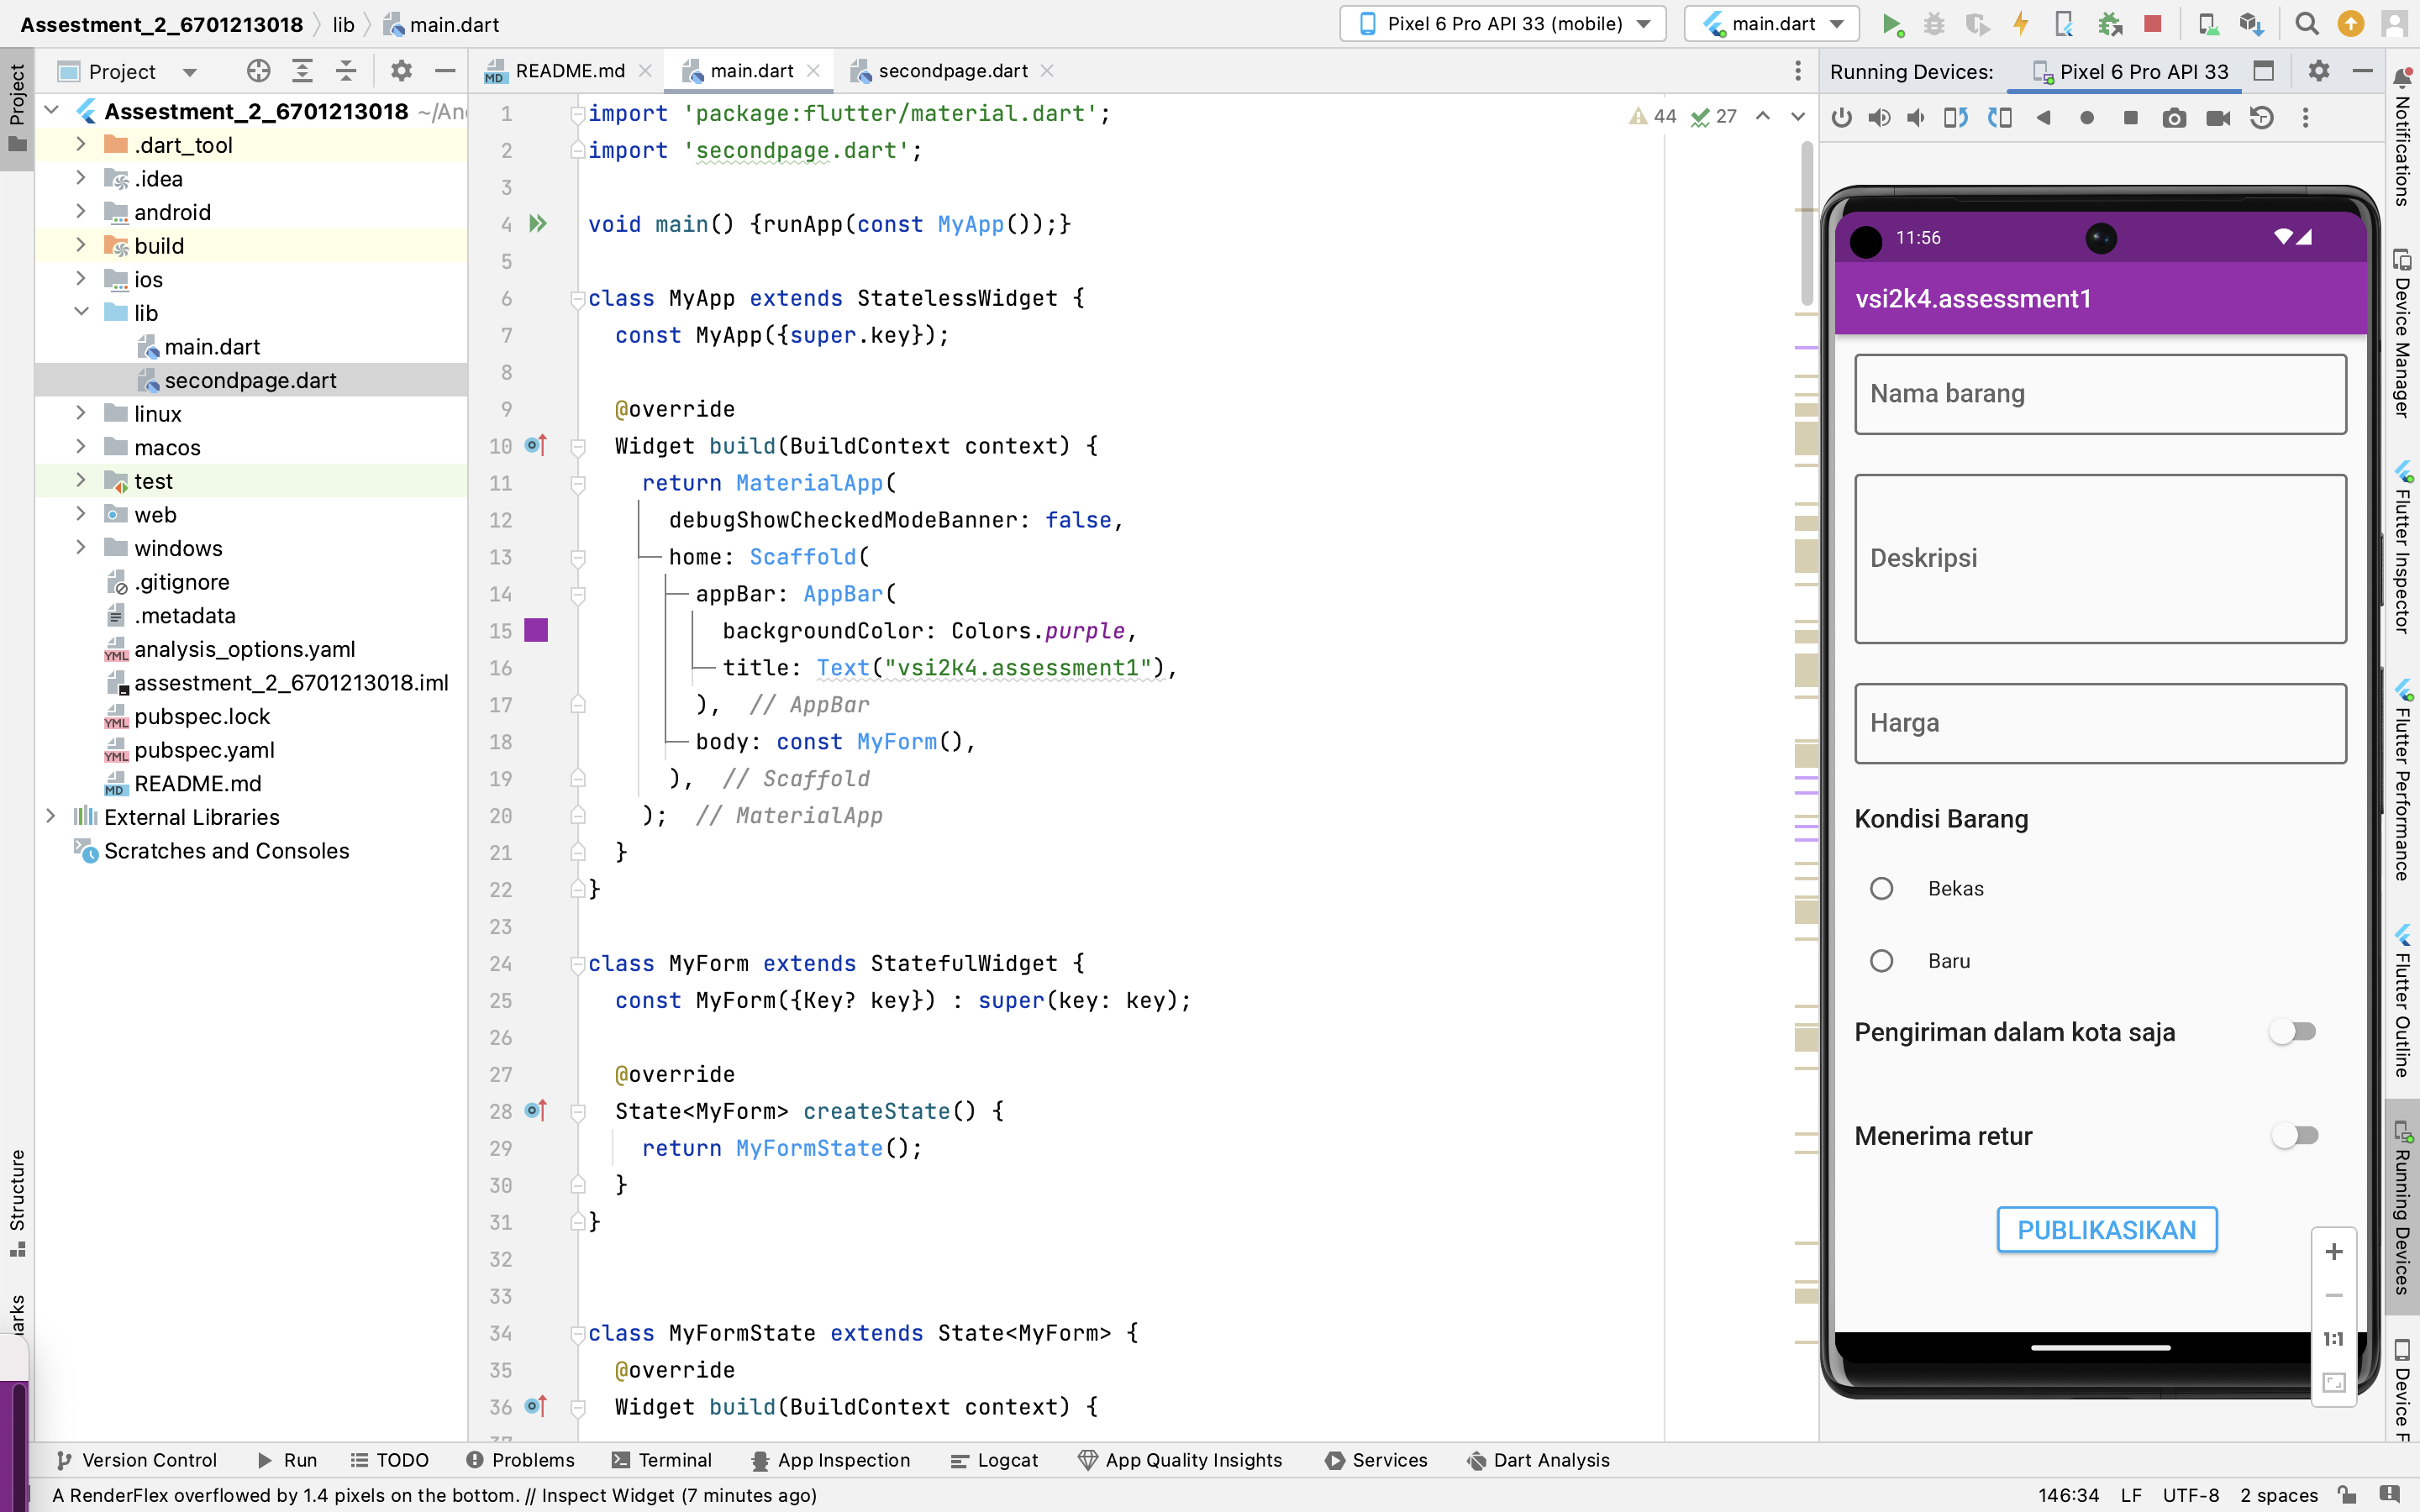 Assestment_2_6701213018
lib
main.dart
Pixel 6 Pro API 33 (mobile)
main.dart
Project
README.md
main.dart
secondpage.dart
Running Devices:
Pixel 6 Pro API 33
Project
Structure
Assestment_2_6701213018 ~/An
.dart_tool
.idea
android
build
ios
lib
main.dart
secondpage.dart
linux
macos
test
web
windows
.gitignore
.metadata
analysis_options.yaml
assestment_2_6701213018.iml
pubspec.lock
pubspec.yaml
README.md
External Libraries
Scratches and Consoles
44 27
1 import 'package:flutter/material.dart';
2 import 'secondpage.dart';
3
4 void main() {runApp(const MyApp());}
5
6 class MyApp extends StatelessWidget {
7 const MyApp({super.key});
8
9 @override
10 Widget build(BuildContext context) {
11 return MaterialApp(
12 debugShowCheckedModeBanner: false,
13 home: Scaffold(
14 appBar: AppBar(
15 backgroundColor: Colors.purple,
16 title: Text("vsi2k4.assessment1"),
17 ), // AppBar
18 body: const MyForm(),
19 ), // Scaffold
20 ); // MaterialApp
21 }
22 }
23
24 class MyForm extends StatefulWidget {
25 const MyForm({Key? key}) : super(key: key);
26
27 @override
28 State<MyForm> createState() {
29 return MyFormState();
30 }
31 }
32
33
34 class MyFormState extends State<MyForm> {
35 @override
36 Widget build(BuildContext context) {
11:56
vsi2k4.assessment1
Nama barang
Deskripsi
Harga
Kondisi Barang
Bekas
Baru
Pengiriman dalam kota saja
Menerima retur
PUBLIKASIKAN
1:1
Notifications
Device Manager
Flutter Inspector
Flutter Performance
Flutter Outline
Running Devices
Device F
Version Control
Run
TODO
Problems
Terminal
App Inspection
Logcat
App Quality Insights
Services
Dart Analysis
A RenderFlex overflowed by 1.4 pixels on the bottom. // Inspect Widget (7 minutes ago)
146:34 LF UTF-8 2 spaces